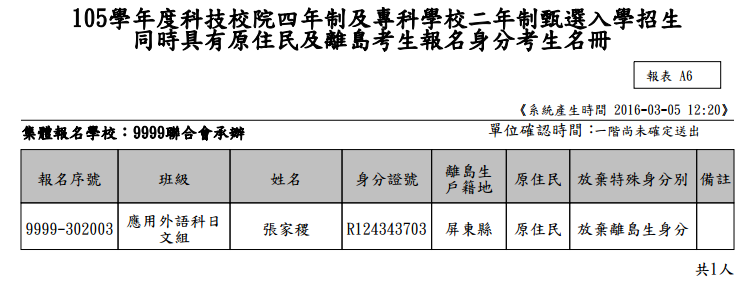 105學年度科技校院四年制及專科學校二年制甄選入學招生
同時具有原住民及離島考生報名身分考生名冊
報表 A6
《系統產生時間 2016-03-05 12:20》
集體報名學校：9999聯合會承辦 單位確認時間：一階尚未確定送出
報名序號 班級 姓名 身分證號 離島生戶籍地 原住民 放棄特殊身分別 備註
9999-302003 應用外語科日文組 張家稷 R124343703 屏東縣 原住民 放棄離島生身分
共1人